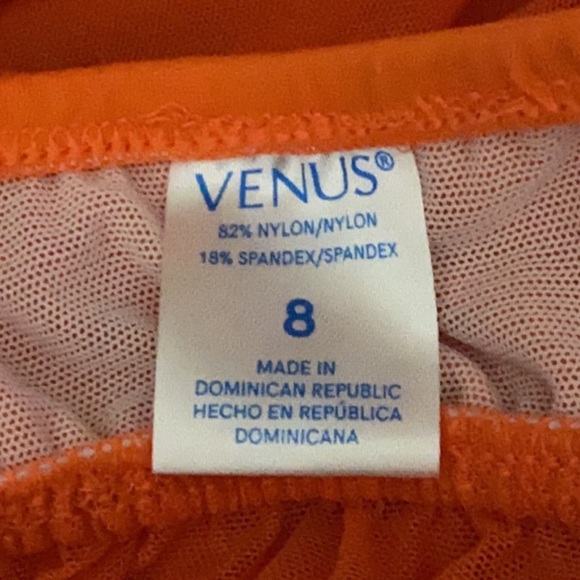 VENUS®
82% NYLON/NYLON
18% SPANDEX/SPANDEX
8
MADE IN
DOMINICAN REPUBLIC
HECHO EN REPÚBLICA
DOMINICANA